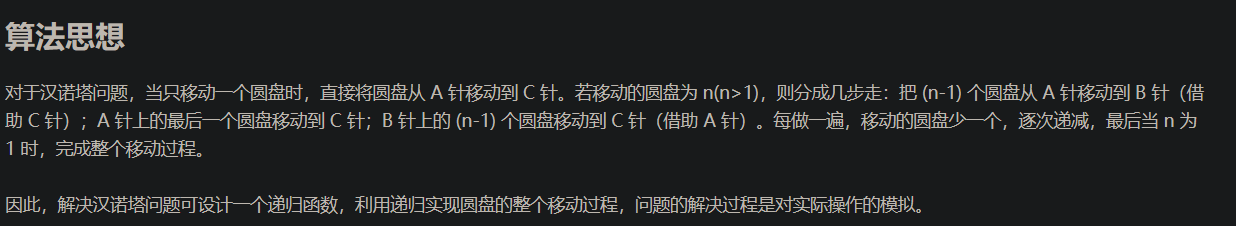 算法思想
对于汉诺塔问题，当只移动一个圆盘时，直接将圆盘从 A 针移动到 C 针。若移动的圆盘为 n(n>1)，则分成几步走：把 (n-1) 个圆盘从 A 针移动到 B 针（借
助 C 针）；A 针上的最后一个圆盘移动到 C 针；B 针上的 (n-1) 个圆盘移动到 C 针（借助 A 针）。每做一遍，移动的圆盘少一个，逐次递减，最后当 n 为
1 时，完成整个移动过程。
因此，解决汉诺塔问题可设计一个递归函数，利用递归实现圆盘的整个移动过程，问题的解决过程是对实际操作的模拟。